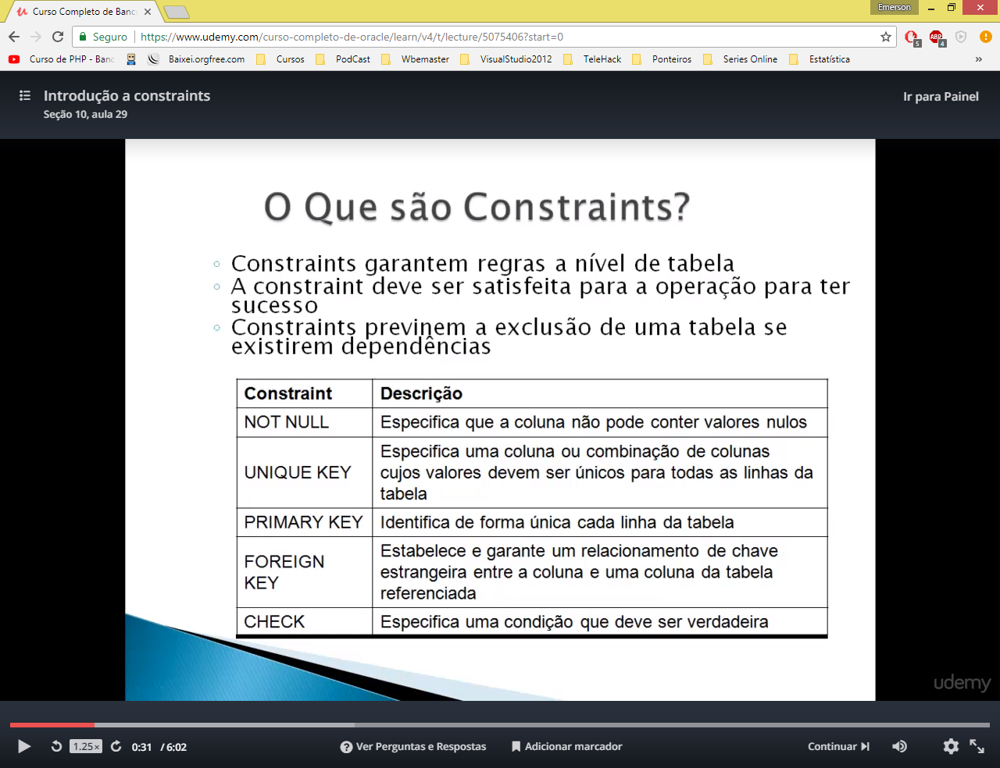 Curso Completo de Banc
Emerson
Seguro https://www.udemy.com/curso-completo-de-oracle/learn/v4/t/lecture/5075406?start=0
5
ABP
4
Curso de PHP - Banc
Baixei.orgfree.com
Cursos
PodCast
Wbemaster
VisualStudio2012
TeleHack
Ponteiros
Series Online
Estatística
»
Introdução a constraints
Ir para Painel
Seção 10, aula 29
O Que são Constraints?
Constraints garantem regras a nível de tabela
A constraint deve ser satisfeita para a operação para ter
sucesso
Constraints previnem a exclusão de uma tabela se
existirem dependências
Constraint Descrição
NOT NULL Especifica que a coluna não pode conter valores nulos
UNIQUE KEY Especifica uma coluna ou combinação de colunas
cujos valores devem ser únicos para todas as linhas da
tabela
PRIMARY KEY Identifica de forma única cada linha da tabela
FOREIGN
KEY
Estabelece e garante um relacionamento de chave
estrangeira entre a coluna e uma coluna da tabela
referenciada
CHECK Especifica uma condição que deve ser verdadeira
udemy
1.25x
0:31 / 6:02
Ver Perguntas e Respostas
Adicionar marcador
Continuar